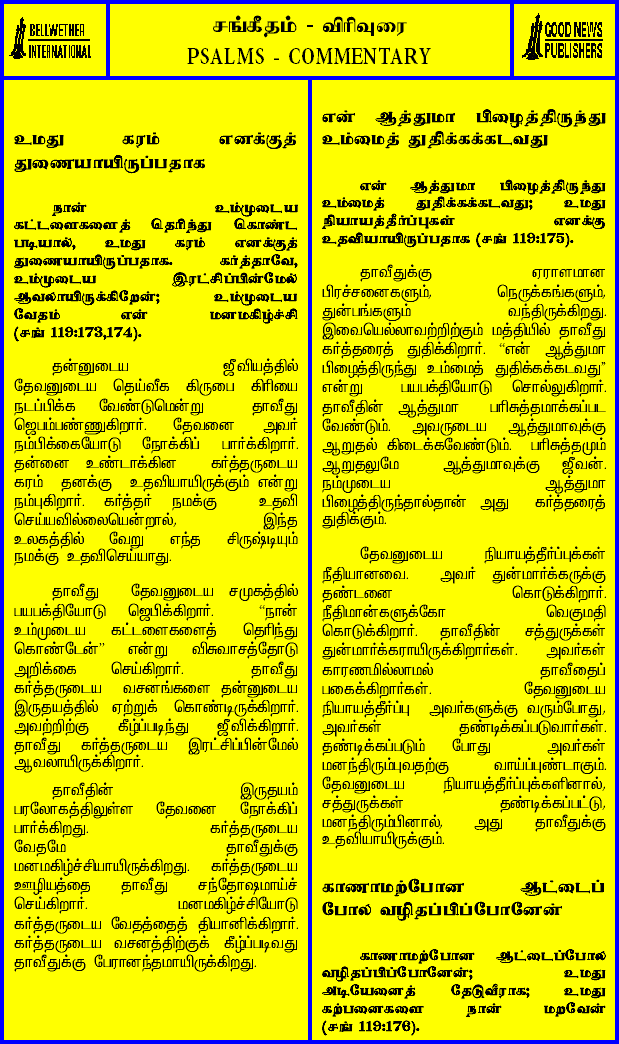 BELLWETHER
INTERNATIONAL
சங்கீதம் - விரிவுரை
PSALMS - COMMENTARY
GOOD NEWS
PUBLISHERS
உமது கரம் எனக்குத்
துணையாயிருப்பதாக
நான் உம்முடைய
கட்டளைகளைத் தெரிந்து கொண்ட
படியால், உமது கரம் எனக்குத்
துணையாயிருப்பதாக. கர்த்தாவே,
உம்முடைய இரட்சிப்பின்மேல்
ஆவலாயிருக்கிறேன்; உம்முடைய
வேதம் என் மனமகிழ்ச்சி
(சங் 119:173,174).
தன்னுடைய ஜீவியத்தில்
தேவனுடைய தெய்வீக கிருபை கிரியை
நடப்பிக்க வேண்டுமென்று தாவீது
ஜெபம்பண்ணுகிறார். தேவனை அவர்
நம்பிக்கையோடு நோக்கிப் பார்க்கிறார்.
தன்னை உண்டாக்கின கர்த்தருடைய
கரம் தனக்கு உதவியாயிருக்கும் என்று
நம்புகிறார். கர்த்தர் நமக்கு உதவி
செய்யவில்லையென்றால், இந்த
உலகத்தில் வேறு எந்த சிருஷ்டியும்
நமக்கு உதவிசெய்யாது.
தாவீது தேவனுடைய சமுகத்தில்
பயபக்தியோடு ஜெபிக்கிறார். “நான்
உம்முடைய கட்டளைகளைத் தெரிந்து
கொண்டேன்” என்று விசுவாசத்தோடு
அறிக்கை செய்கிறார். தாவீது
கர்த்தருடைய வசனங்களை தன்னுடைய
இருதயத்தில் ஏற்றுக் கொண்டிருக்கிறார்.
அவற்றிற்கு கீழ்ப்படிந்து ஜீவிக்கிறார்.
தாவீது கர்த்தருடைய இரட்சிப்பின்மேல்
ஆவலாயிருக்கிறார்.
தாவீதின் இருதயம்
பரலோகத்திலுள்ள தேவனை நோக்கிப்
பார்க்கிறது. கர்த்தருடைய
வேதமே தாவீதுக்கு
மனமகிழ்ச்சியாயிருக்கிறது. கர்த்தருடைய
ஊழியத்தை தாவீது சந்தோஷமாய்ச்
செய்கிறார். மனமகிழ்ச்சியோடு
கர்த்தருடைய வேதத்தைத் தியானிக்கிறார்.
கர்த்தருடைய வசனத்திற்குக் கீழ்ப்படிவது
தாவீதுக்கு பேரானந்தமாயிருக்கிறது.
என் ஆத்துமா பிழைத்திருந்து
உம்மைத் துதிக்கக்கடவது
என் ஆத்துமா பிழைத்திருந்து
உம்மைத் துதிக்கக்கடவது; உமது
நியாயத்தீர்ப்புகள் எனக்கு
உதவியாயிருப்பதாக (சங் 119:175).
தாவீதுக்கு ஏராளமான
பிரச்சனைகளும், நெருக்கங்களும்,
துன்பங்களும் வந்திருக்கிறது.
இவையெல்லாவற்றிற்கும் மத்தியில் தாவீது
கர்த்தரைத் துதிக்கிறார். “என் ஆத்துமா
பிழைத்திருந்து உம்மைத் துதிக்கக்கடவது”
என்று பயபக்தியோடு சொல்லுகிறார்.
தாவீதின் ஆத்துமா பரிசுத்தமாக்கப்பட
வேண்டும். அவருடைய ஆத்துமாவுக்கு
ஆறுதல் கிடைக்கவேண்டும். பரிசுத்தமும்
ஆறுதலுமே ஆத்துமாவுக்கு ஜீவன்.
நம்முடைய ஆத்துமா
பிழைத்திருந்தால்தான் அது கர்த்தரைத்
துதிக்கும்.
தேவனுடைய நியாயத்தீர்ப்புக்கள்
நீதியானவை. அவர் துன்மார்க்கருக்கு
தண்டனை கொடுக்கிறார்.
நீதிமான்களுக்கோ வெகுமதி
கொடுக்கிறார். தாவீதின் சத்துருக்கள்
துன்மார்க்கராயிருக்கிறார்கள். அவர்கள்
காரணமில்லாமல் தாவீதைப்
பகைக்கிறார்கள். தேவனுடைய
நியாயத்தீர்ப்பு அவர்களுக்கு வரும்போது,
அவர்கள் தண்டிக்கப்படுவார்கள்.
தண்டிக்கப்படும் போது அவர்கள்
மனந்திரும்புவதற்கு வாய்ப்புண்டாகும்.
தேவனுடைய நியாயத்தீர்ப்புக்களினால்,
சத்துருக்கள் தண்டிக்கப்பட்டு,
மனந்திரும்பினால், அது தாவீதுக்கு
உதவியாயிருக்கும்.
காணாமற்போன ஆட்டைப்
போல வழிதப்பிப்போனேன்
காணாமற்போன ஆட்டைப்போல
வழிதப்பிப்போனேன்; உமது
அடியேனைத் தேடுவீராக; உமது
கற்பனைகளை நான் மறவேன்
(சங் 119:176).